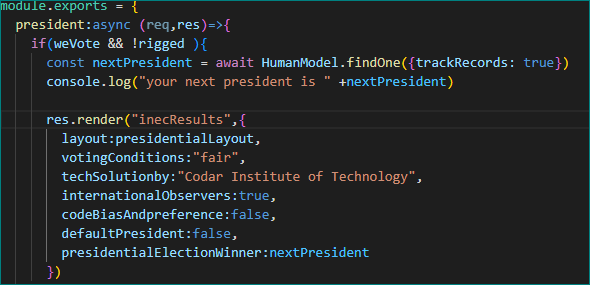 module.exports = {
president:async (req,res)=>{
if(weVote && !rigged ){
const nextPresident = await HumanModel.findOne({trackRecords: true})
console.log("your next president is " +nextPresident)
res.render("inecResults",{
layout:presidentialLayout,
votingConditions:"fair",
techSolutionby:"Codar Institute of Technology",
internationalObservers:true,
codeBiasAndpreference:false,
defaultPresident:false,
presidentialElectionWinner:nextPresident
})